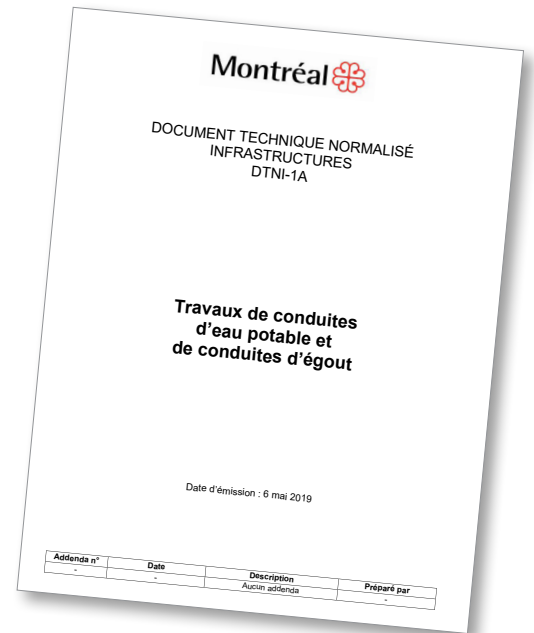 Montréal
DOCUMENT TECHNIQUE NORMALISÉ
INFRASTRUCTURES
DTNI-1A
Travaux de conduites
d'eau potable et
de conduites d'égout
Date d'émission : 6 mai 2019
Addenda n° Date Description Préparé par
- - Aucun addenda -